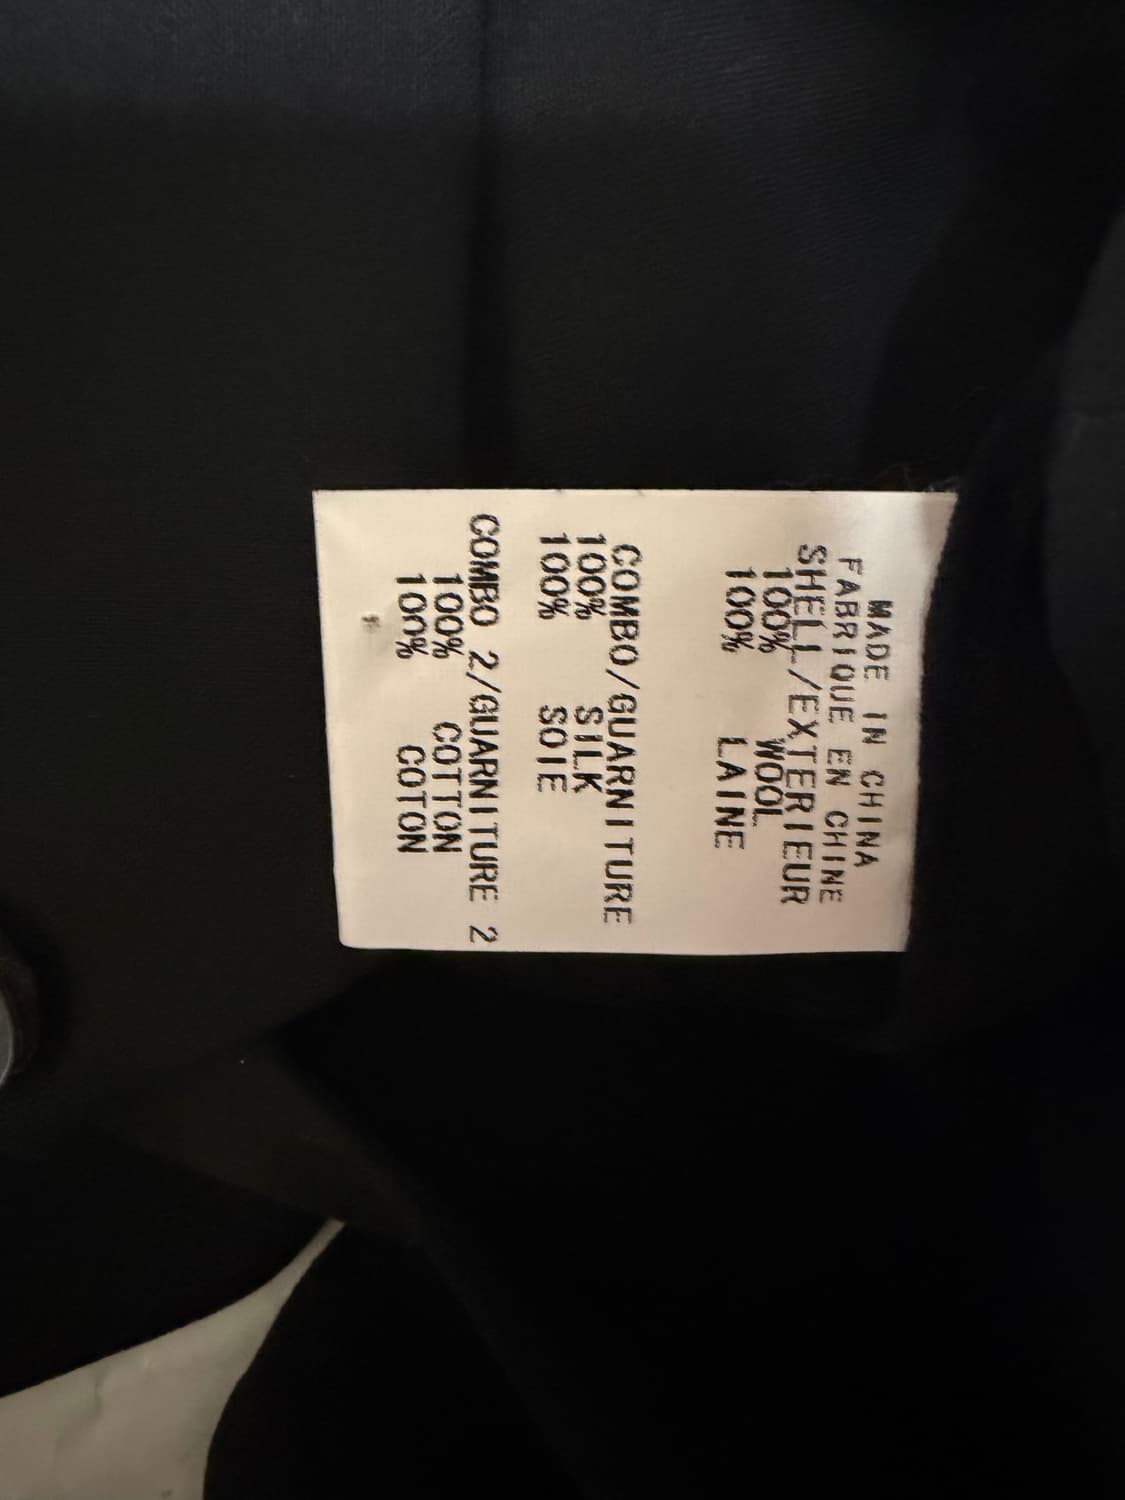 MADE IN CHINA
FABRIQUE EN CHINE
SHELL/EXTERIEUR
100% WOOL
100% LAINE
COMBO/GUARNITURE
100% SILK
100% SOIE
COMBO 2/GUARNITURE 2
100% COTTON
100% COTON